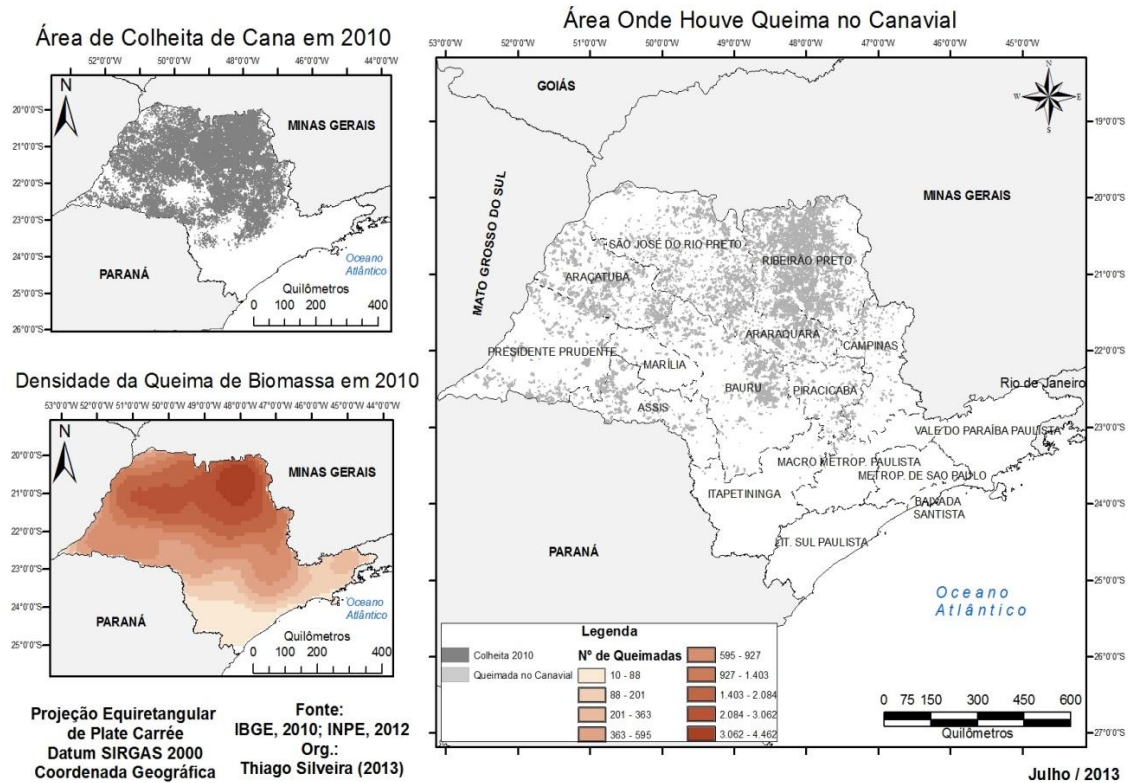 Área de Colheita de Cana em 2010
52°0'0"W 50°0'0"W 48°0'0"W 46°0'0"W 44°0'0"W
N
20°0'0"S
21°0'0"S
22°0'0"S
23°0'0"S
24°0'0"S
25°0'0"S
26°0'0"S
MINAS GERAIS
PARANÁ
Oceano
Atlântico
Quilômetros
0 100 200 400
Densidade da Queima de Biomassa em 2010
53°0'0"W 52°0'0"W 51°0'0"W 50°0'0"W 49°0'0"W 48°0'0"W 47°0'0"W 46°0'0"W 45°0'0"W 44°0'0"W
N
20°0'0"S
21°0'0"S
22°0'0"S
23°0'0"S
24°0'0"S
25°0'0"S
MINAS GERAIS
PARANÁ
Oceano
Atlântico
Quilômetros
0 100 200 400
Projeção Equiretangular
de Plate Carrée
Datum SIRGAS 2000
Coordenada Geográfica
Fonte:
IBGE, 2010; INPE, 2012
Org.:
Thiago Silveira (2013)
Área Onde Houve Queima no Canavial
53°0'0"W 52°0'0"W 51°0'0"W 50°0'0"W 49°0'0"W 48°0'0"W 47°0'0"W 46°0'0"W 45°0'0"W
N
W E
S
GOIÁS
19°0'0"S
20°0'0"S
21°0'0"S
22°0'0"S
23°0'0"S
24°0'0"S
25°0'0"S
26°0'0"S
27°0'0"S
MINAS GERAIS
MATO GROSSO DO SUL
SÃO JOSÉ DO RIO PRETO
RIBEIRÃO PRETO
ARAÇATUBA
ARARAQUARA
CAMPINAS
PRESIDENTE PRUDENTE
MARÍLIA
BAURU
PIRACICABA
Rio de Janeiro
ASSIS
VALE DO PARAÍBA PAULISTA
MACRO METROP. PAULISTA
METROP. DE SAO PAULO
ITAPETININGA
BAIXADA
SANTISTA
LIT. SUL PAULISTA
PARANÁ
Oceano
Atlântico
Legenda
Colheita 2010
Queimada no Canavial
Nº de Queimadas
10 - 88
88 - 201
201 - 363
363 - 595
595 - 927
927 - 1.403
1.403 - 2.084
2.084 - 3.062
3.062 - 4.462
0 75 150 300 450 600
Quilômetros
Julho / 2013